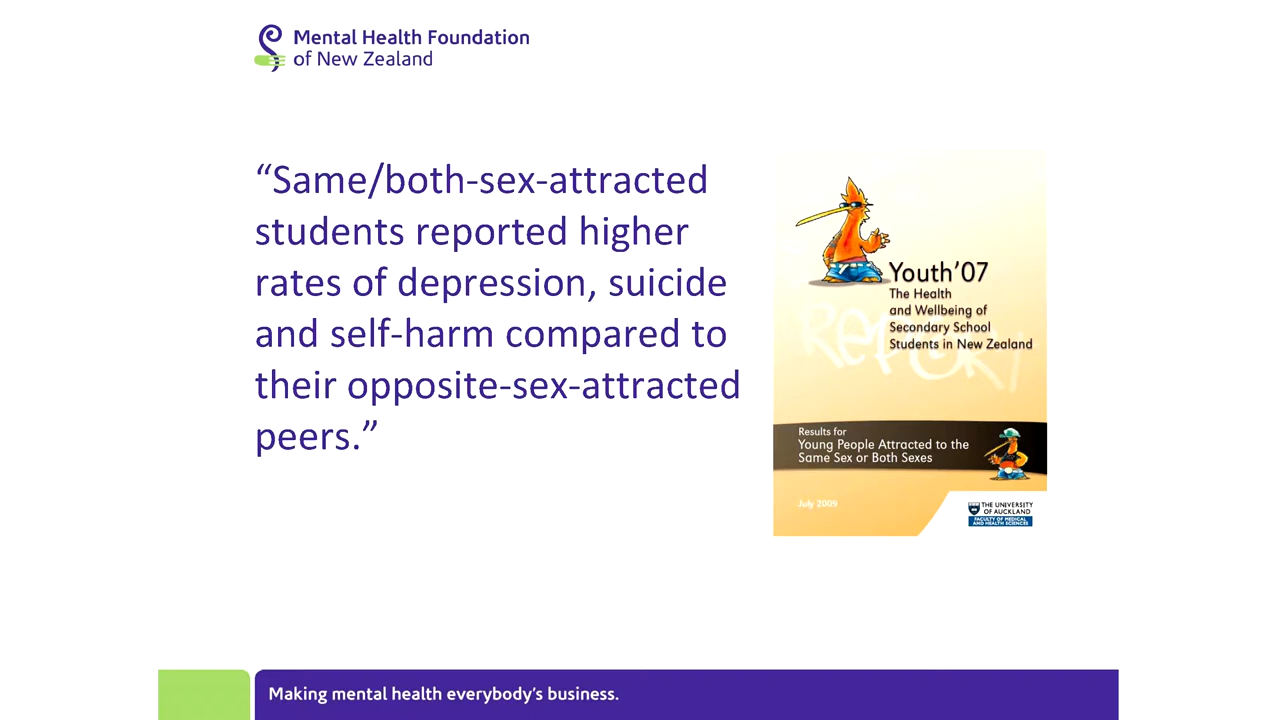 Mental Health Foundation
of New Zealand
“Same/both-sex-attracted
students reported higher
rates of depression, suicide
and self-harm compared to
their opposite-sex-attracted
peers.”
Youth’07
The Health
and Wellbeing of
Secondary School
Students in New Zealand
REPORT
Results for
Young People Attracted to the
Same Sex or Both Sexes
July 2009
THE UNIVERSITY
OF AUCKLAND
FACULTY OF MEDICAL
AND HEALTH SCIENCES
Making mental health everybody’s business.